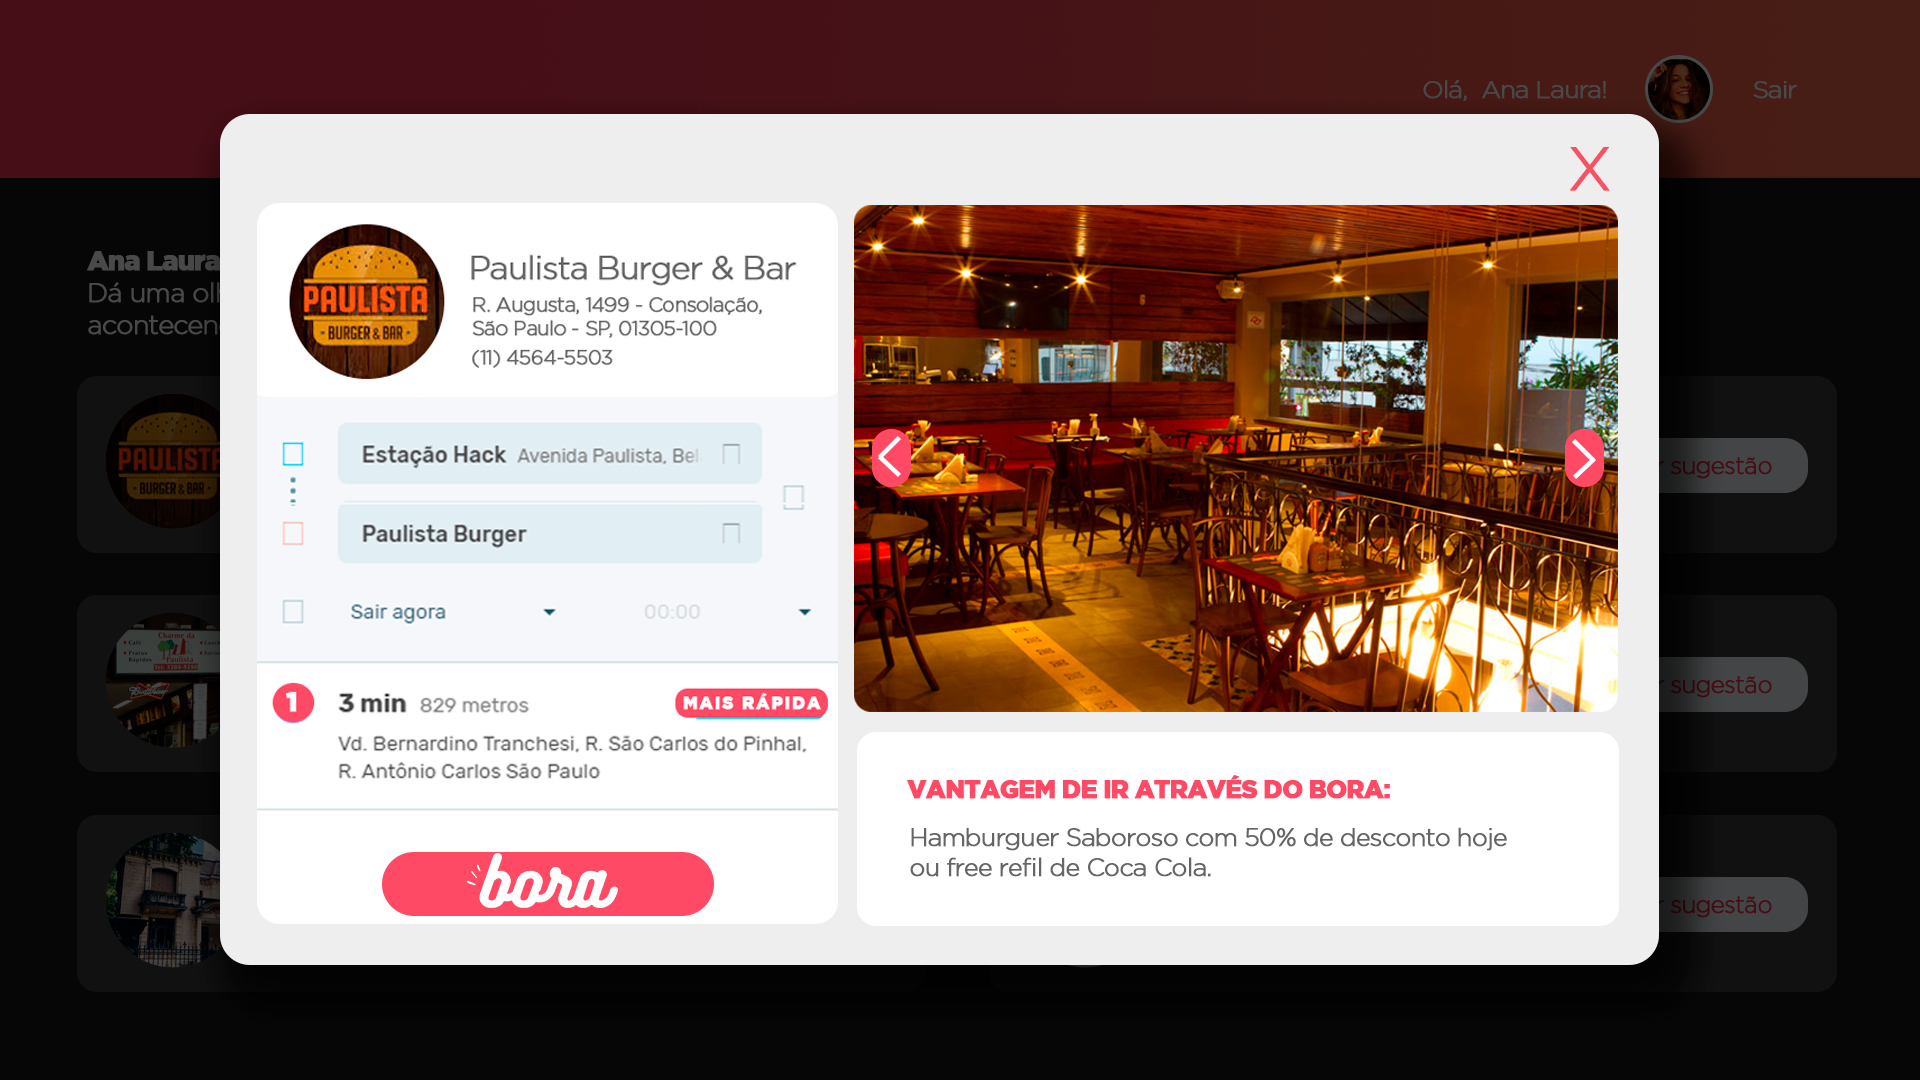 Olá, Ana Laura!
Sair
X
Ana Laura
Dá uma
PAULISTA
BURGER & BAR
Paulista Burger & Bar
R. Augusta, 1499 - Consolação,
São Paulo - SP, 01305-100
(11) 4564-5503
Estação Hack Avenida Paulista, Bel
Paulista Burger
Sair agora
00:00
1
3 min 829 metros
MAIS RÁPIDA
Vd. Bernardino Tranchesi, R. São Carlos do Pinhal,
R. Antônio Carlos São Paulo
bora
VANTAGEM DE IR ATRAVÉS DO BORA:
Hamburguer Saboroso com 50% de desconto hoje
ou free refil de Coca Cola.
PAULISTA
BURGER & BAR
Charme da
Paulista
sugestão
sugestão
sugestão